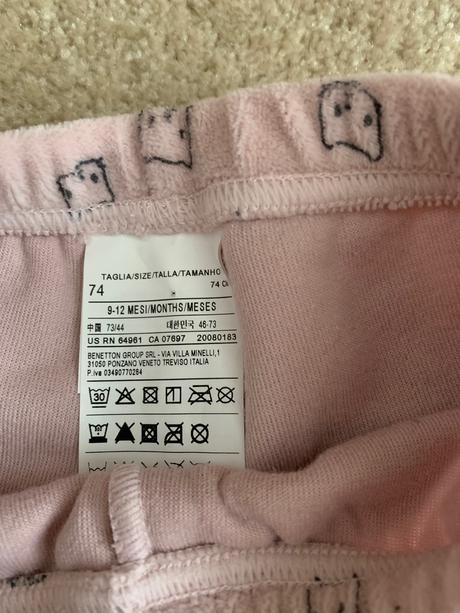 TAGLIA/SIZE/TALLA/TAMANHO
74 74 C
9-12 MESI/MONTHS/MESES
中国 73/44 대한민국 46-73
US RN 64961 CA 07697 20080183
BENETTON GROUP SRL - VIA VILLA MINELLI,1
31050 PONZANO VENETO TREVISO ITALIA
P.iva 03490770264
30